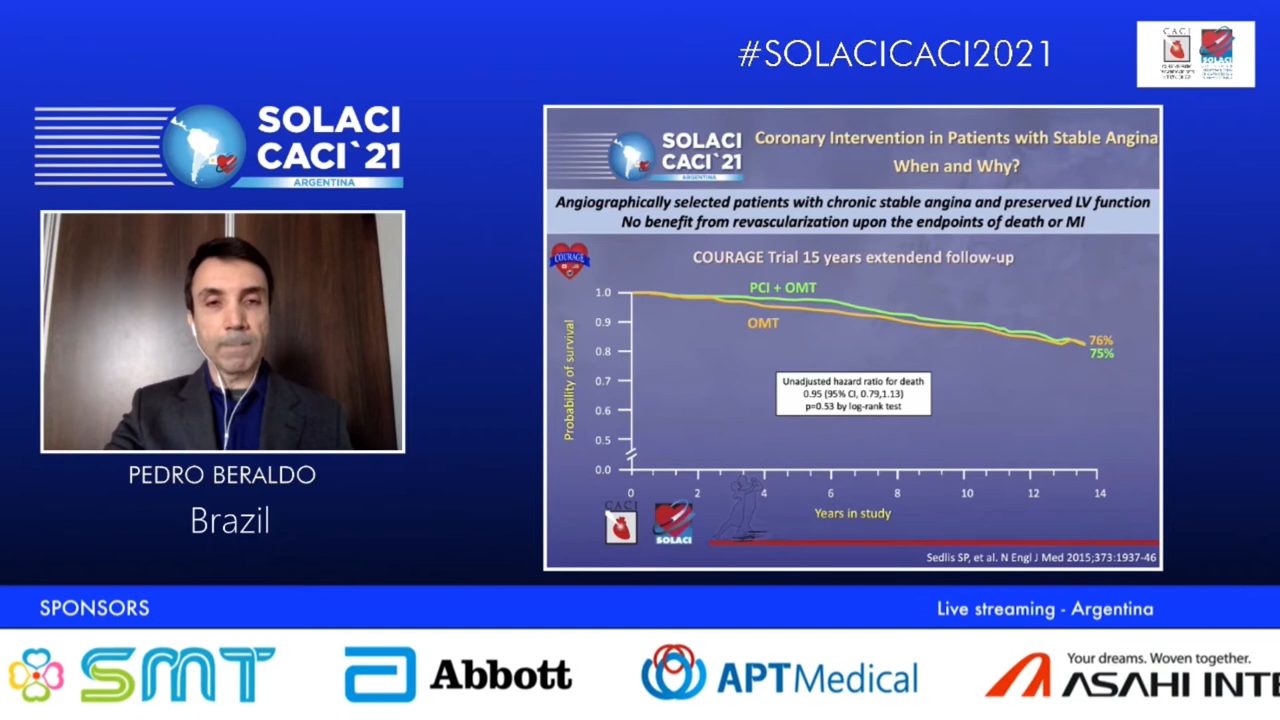 #SOLACICACI2021
CACI
SOLACI
SOLACI
CACI`21
ARGENTINA
PEDRO BERALDO
Brazil
SOLACI
CACI`21
ARGENTINA
Coronary Intervention in Patients with Stable Angina
When and Why?
Angiographically selected patients with chronic stable angina and preserved LV function
No benefit from revascularization upon the endpoints of death or MI
COURAGE
COURAGE Trial 15 years extendend follow-up
Probability of survival
1.0
0.9
0.8
0.7
0.6
0.5
0.0
PCI + OMT
OMT
76%
75%
Unadjusted hazard ratio for death
0.95 (95% CI, 0.79,1.13)
p=0.53 by log-rank test
0 2 4 6 8 10 12 14
Years in study
CACI
SOLACI
Sedlis SP, et al. N Engl J Med 2015;373:1937-46
SPONSORS
Live streaming - Argentina
SMT
Abbott
APT Medical
Your dreams. Woven together.
ASAHI INTE